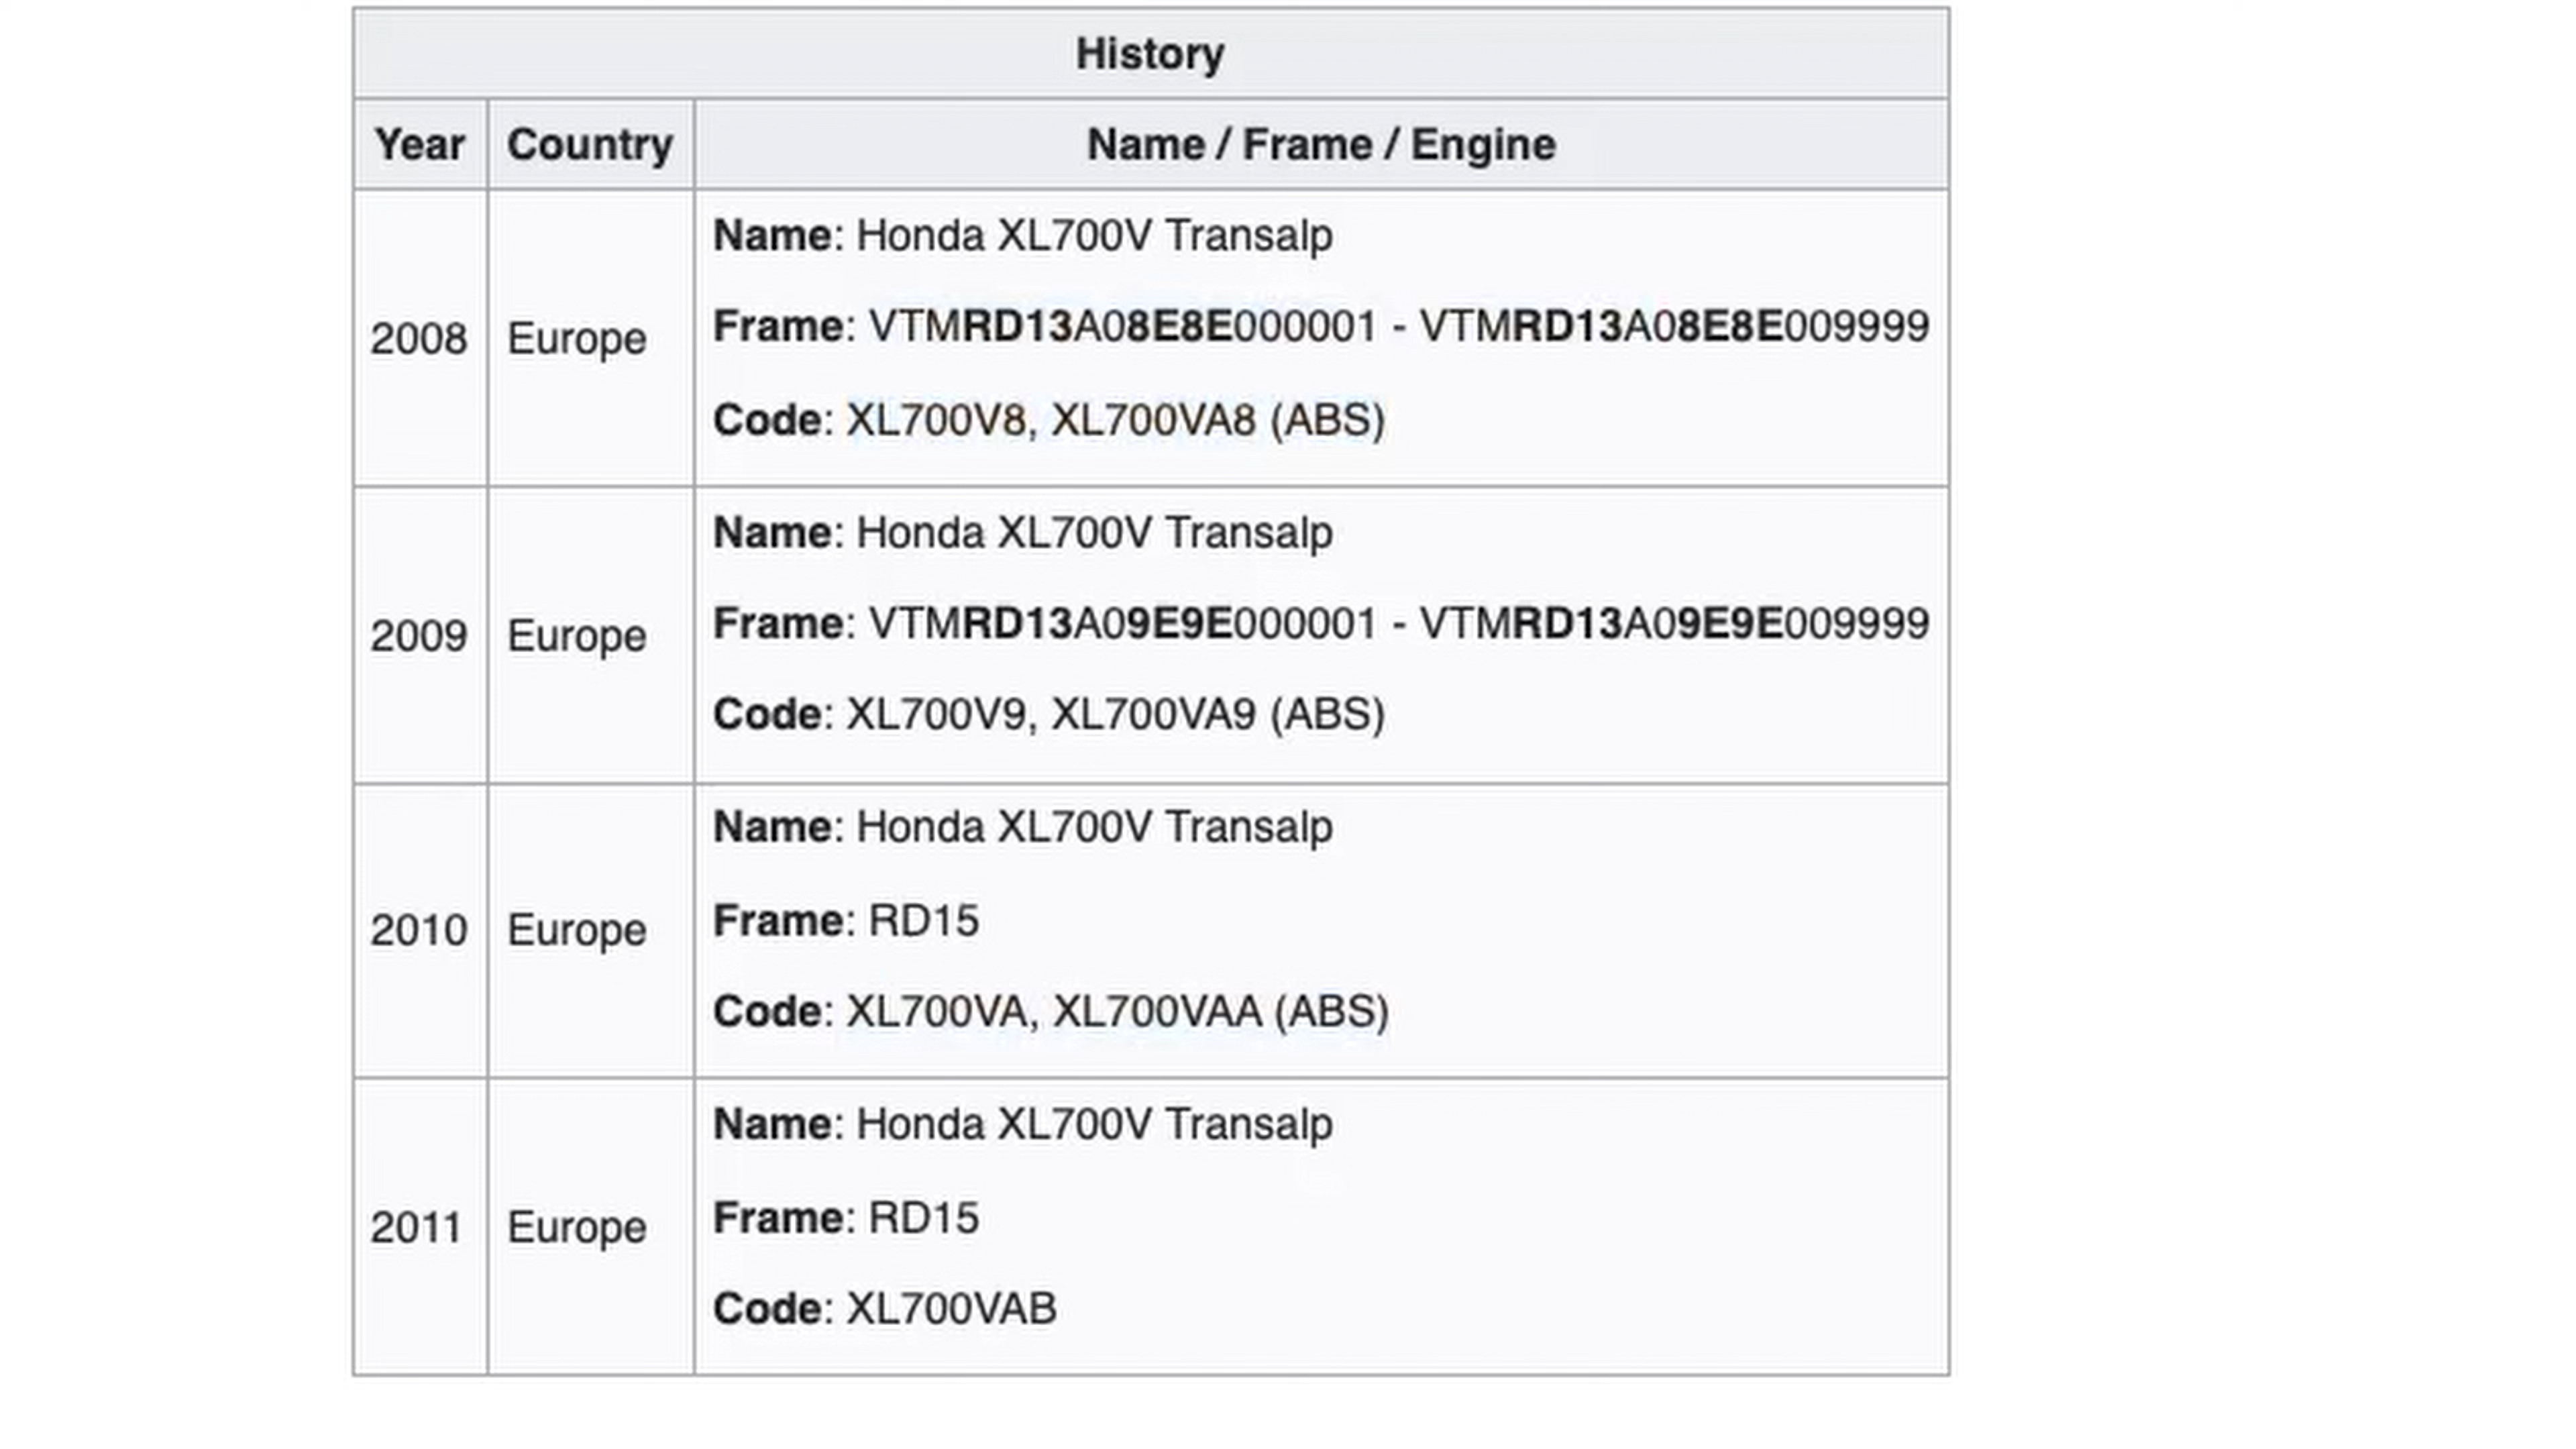 History
Year Country Name / Frame / Engine
2008 Europe
Name: Honda XL700V Transalp
Frame: VTMRD13A08E8E000001 - VTMRD13A08E8E009999
Code: XL700V8, XL700VA8 (ABS)
2009 Europe
Name: Honda XL700V Transalp
Frame: VTMRD13A09E9E000001 - VTMRD13A09E9E009999
Code: XL700V9, XL700VA9 (ABS)
2010 Europe
Name: Honda XL700V Transalp
Frame: RD15
Code: XL700VA, XL700VAA (ABS)
2011 Europe
Name: Honda XL700V Transalp
Frame: RD15
Code: XL700VAB